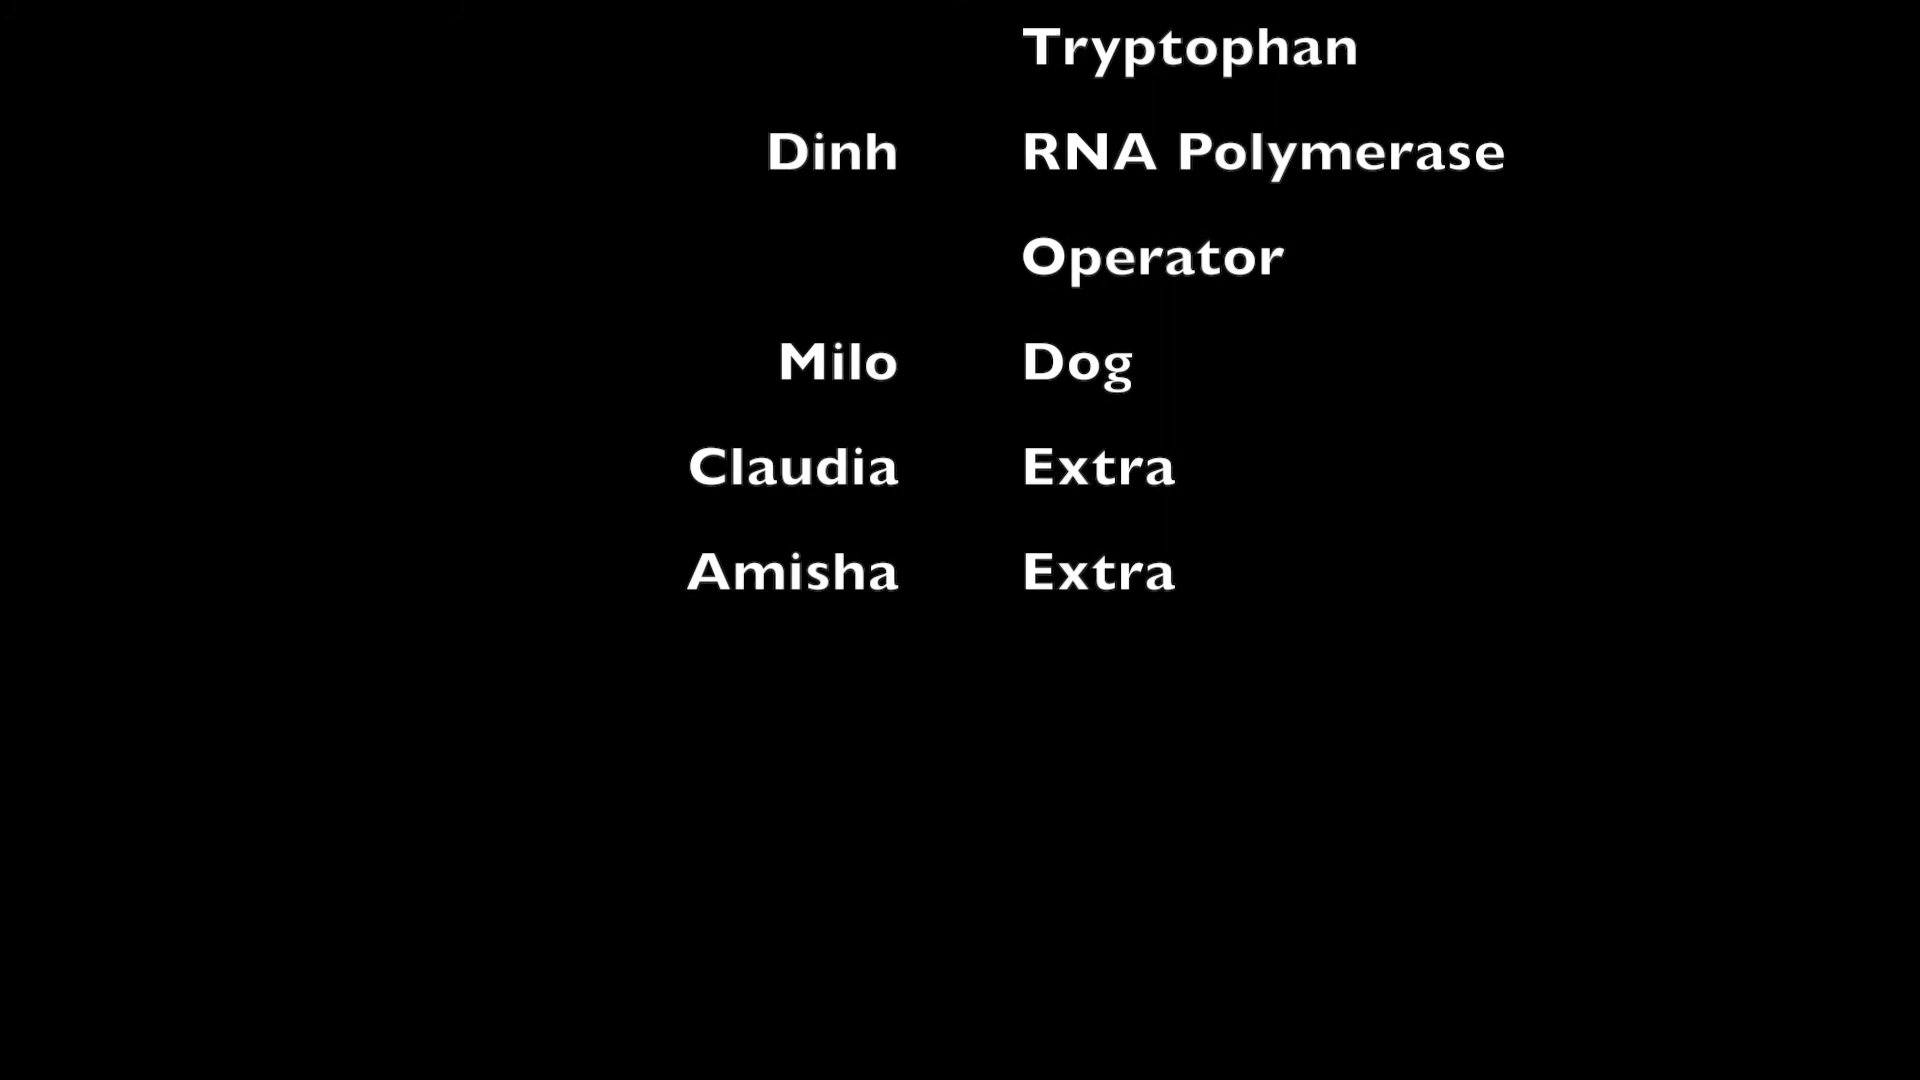 Tryptophan
Dinh RNA Polymerase
Operator
Milo Dog
Claudia Extra
Amisha Extra